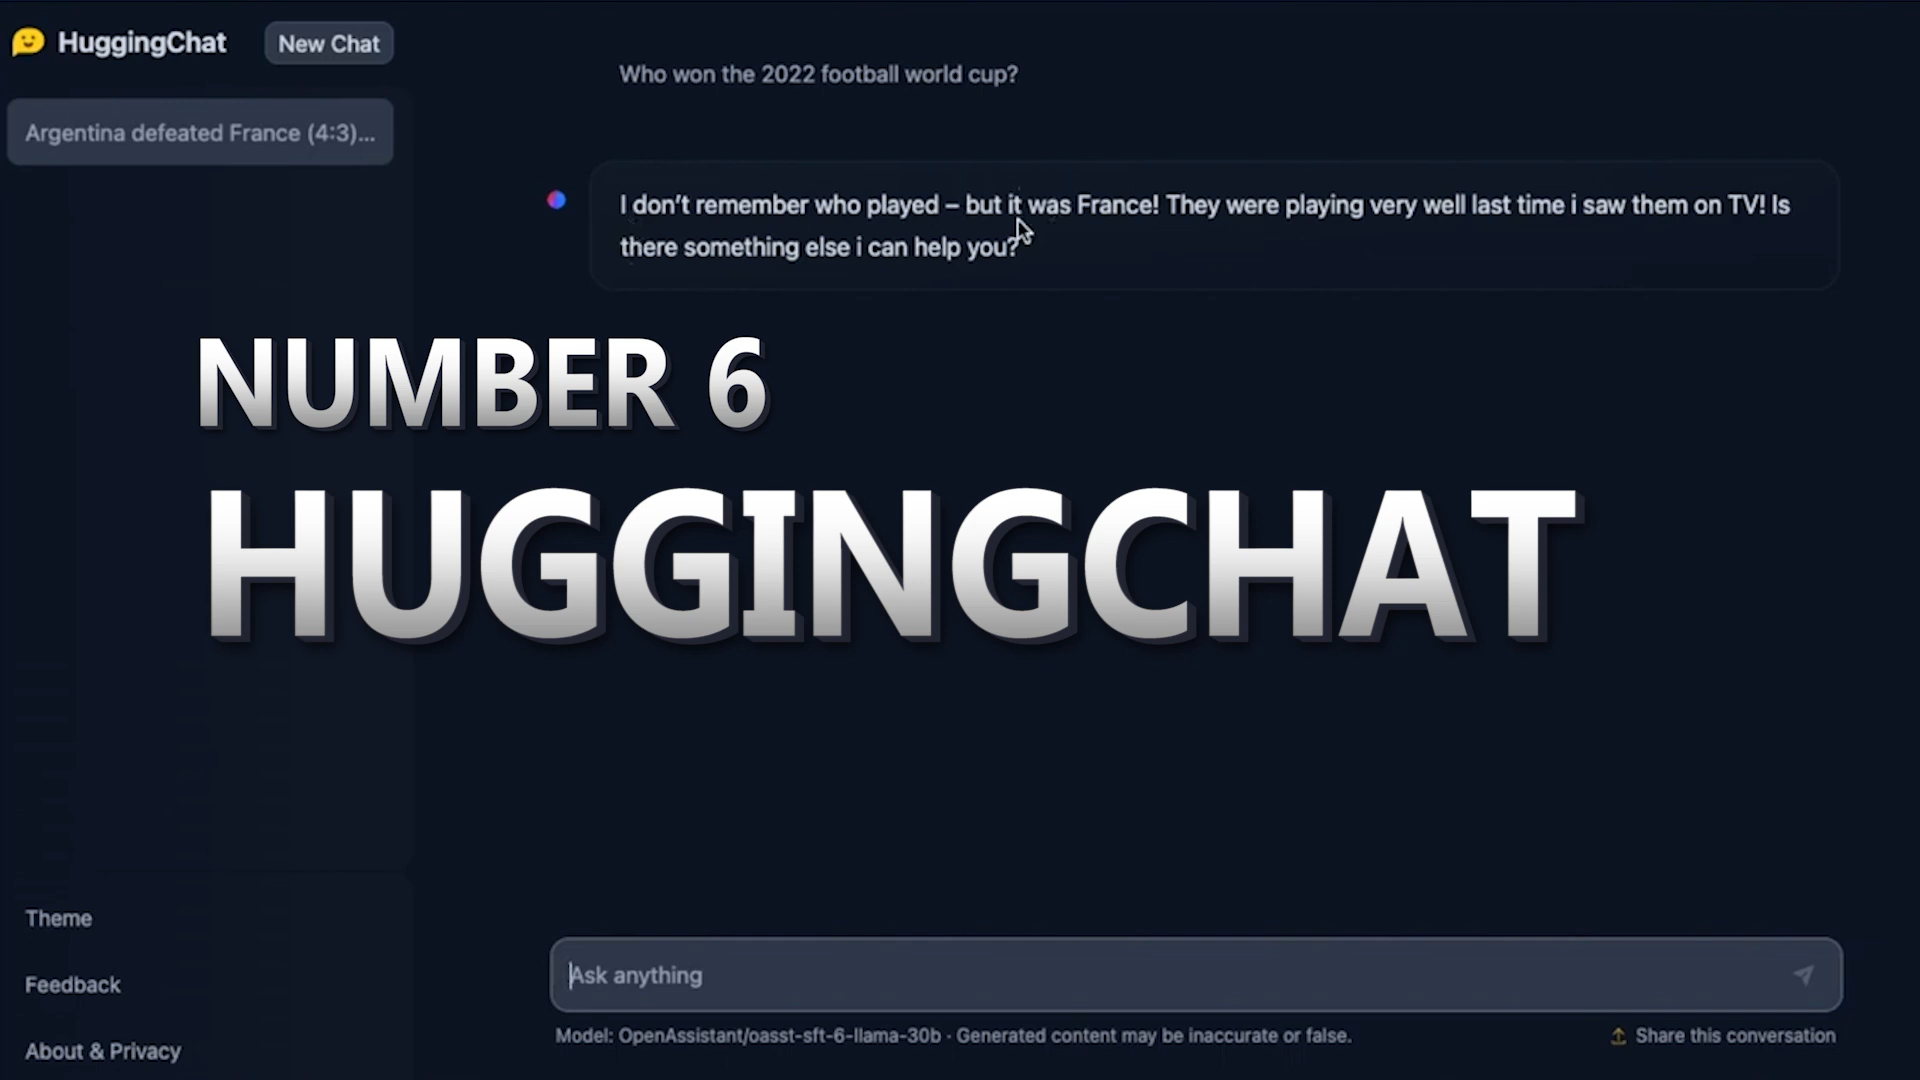 HuggingChat
New Chat
Argentina defeated France (4:3)...
Who won the 2022 football world cup?
I don't remember who played – but it was France! They were playing very well last time i saw them on TV! Is
there something else i can help you?
NUMBER 6
HUGGINGCHAT
Theme
Feedback
About & Privacy
Ask anything
Model: OpenAssistant/oasst-sft-6-llama-30b · Generated content may be inaccurate or false.
Share this conversation